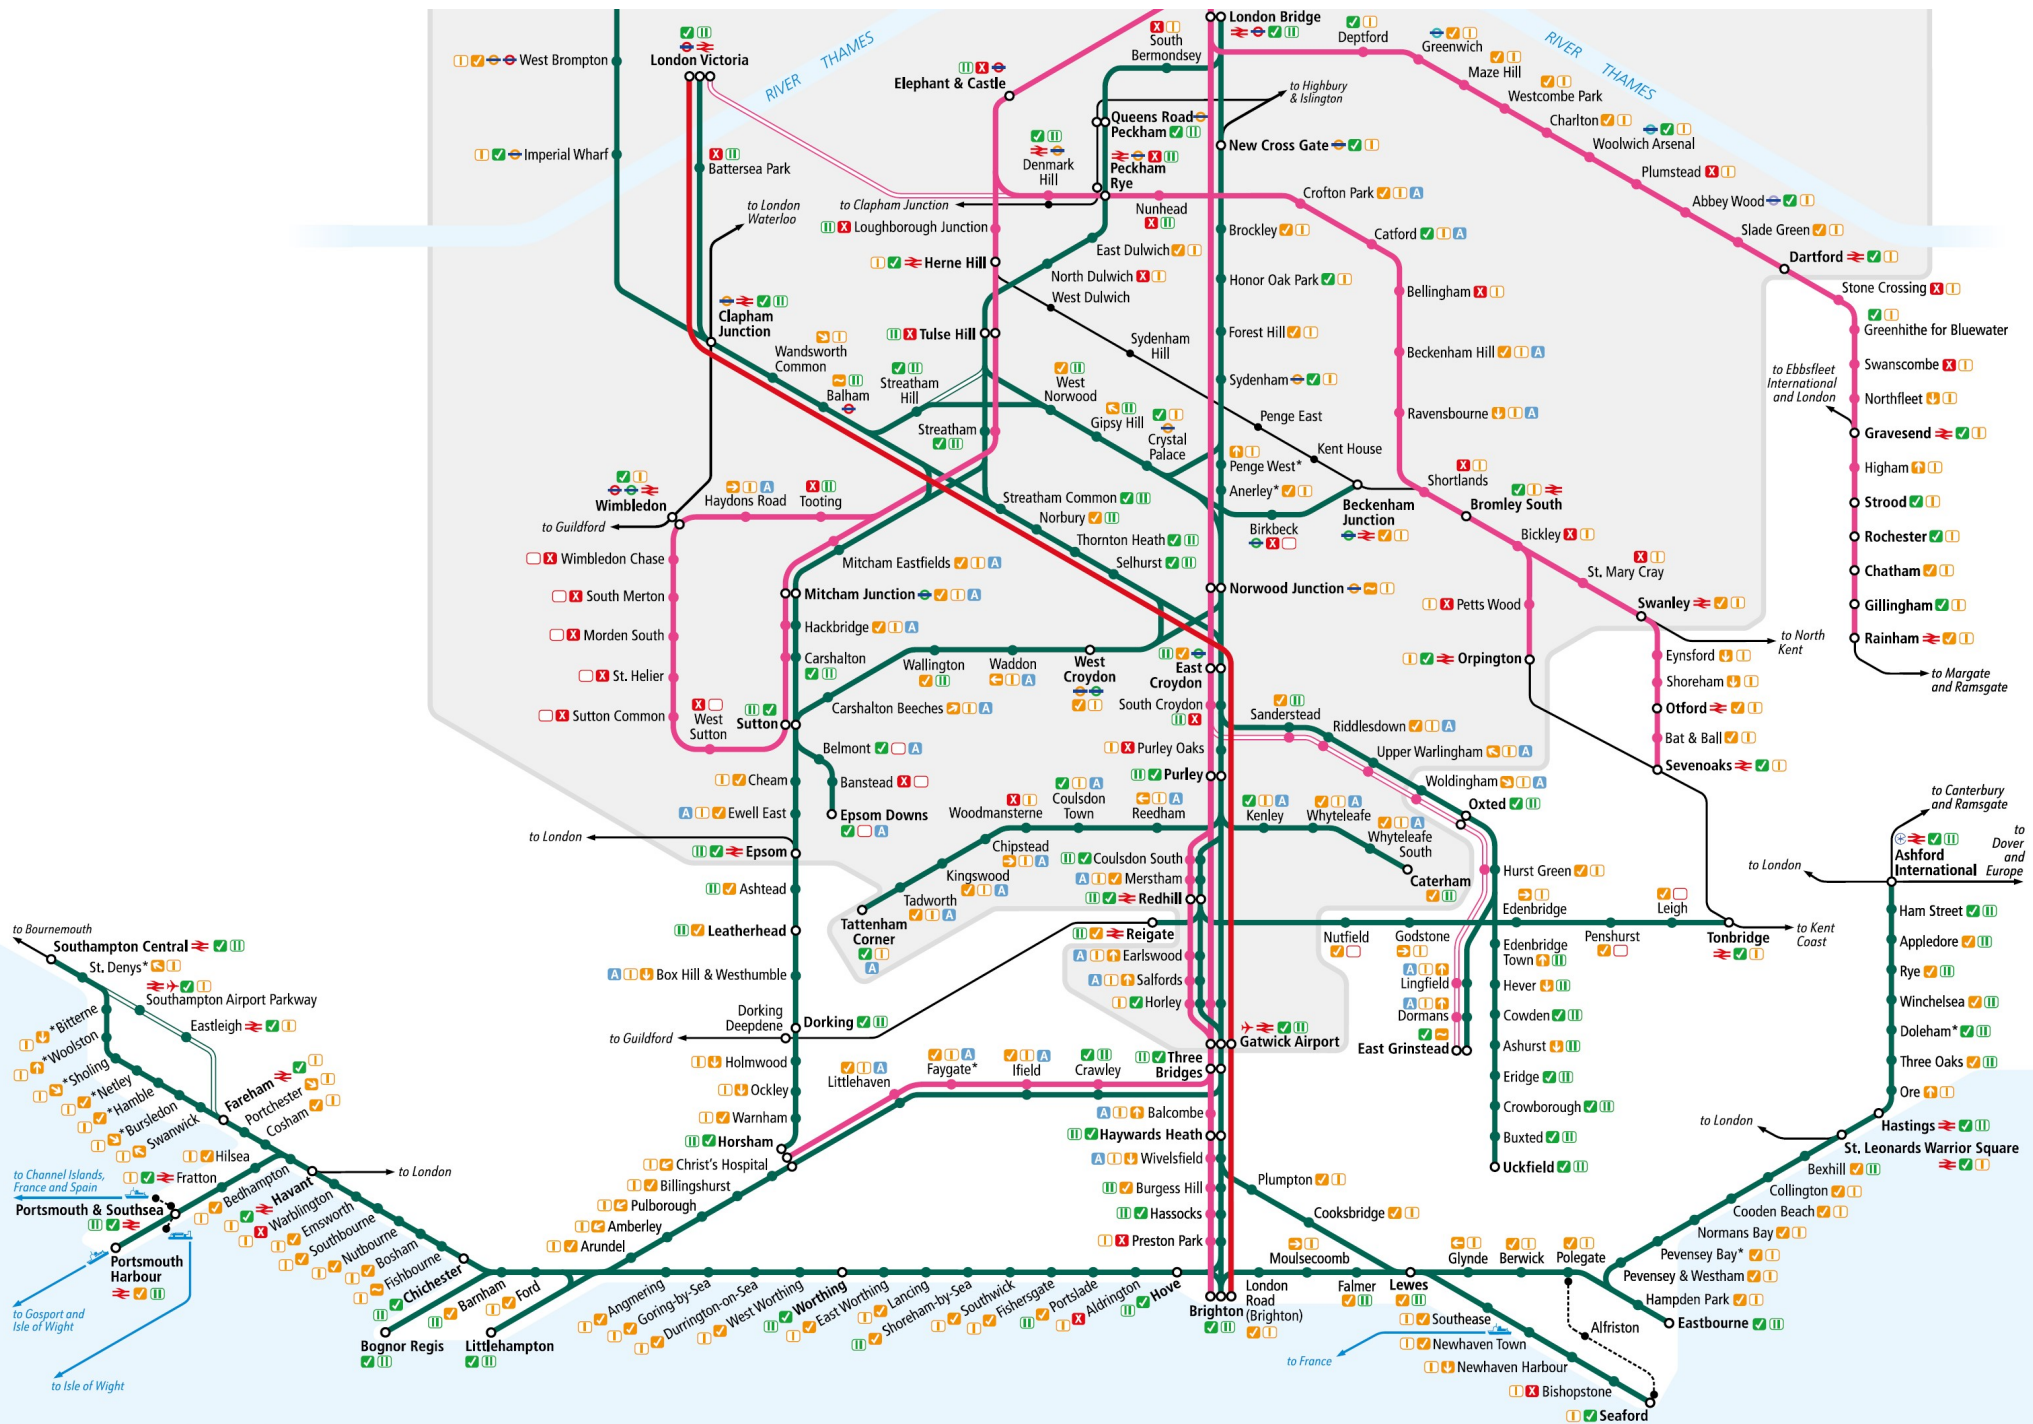 London Bridge
South
Bermondsey
Deptford
Greenwich
Maze Hill
Westcombe Park
Charlton
Woolwich Arsenal
Plumstead
Abbey Wood
Slade Green
Dartford
Stone Crossing
Greenhithe for Bluewater
Swanscombe
Northfleet
Gravesend
Higham
Strood
Rochester
Chatham
Gillingham
Rainham
to Margate
and Ramsgate
to Ebbsfleet
International
and London
RIVER THAMES
RIVER THAMES
West Brompton
London Victoria
Imperial Wharf
Battersea Park
to London
Waterloo
Elephant & Castle
to Highbury
& Islington
Queens Road
Peckham
New Cross Gate
Denmark
Hill
Peckham
Rye
to Clapham Junction
Nunhead
Crofton Park
Loughborough Junction
Brockley
Catford
East Dulwich
Herne Hill
North Dulwich
Honor Oak Park
Bellingham
West Dulwich
Clapham
Junction
Tulse Hill
Forest Hill
Sydenham
Hill
Beckenham Hill
Wandsworth
Common
Balham
Streatham
Hill
West
Norwood
Sydenham
Gipsy Hill
Crystal
Palace
Penge East
Ravensbourne
Streatham
Kent House
Penge West*
Shortlands
Anerley*
Wimbledon
to Guildford
Haydons Road
Tooting
Streatham Common
Norbury
Thornton Heath
Selhurst
Birkbeck
Beckenham
Junction
Bromley South
Bickley
St. Mary Cray
Petts Wood
Swanley
to North
Kent
Orpington
Eynsford
Shoreham
Otford
Bat & Ball
Sevenoaks
Wimbledon Chase
South Merton
Morden South
St. Helier
Sutton Common
West
Sutton
Mitcham Eastfields
Mitcham Junction
Hackbridge
Carshalton
Norwood Junction
Wallington
Waddon
West
Croydon
East
Croydon
Carshalton Beeches
Sutton
South Croydon
Sanderstead
Riddlesdown
Belmont
Purley Oaks
Upper Warlingham
Cheam
Banstead
Purley
Woldingham
Ewell East
Epsom Downs
Woodmansterne
Coulsdon
Town
Reedham
Kenley
Whyteleafe
Oxted
to London
Epsom
Chipstead
Whyteleafe
South
Coulsdon South
Merstham
Redhill
Kingswood
Tadworth
Tattenham
Corner
Caterham
Hurst Green
Ashtead
Leatherhead
Box Hill & Westhumble
Reigate
Nutfield
Godstone
Edenbridge
Penshurst
Leigh
Tonbridge
to Kent
Coast
Earlswood
Salfords
Horley
Lingfield
Dormans
East Grinstead
Edenbridge
Town
Hever
Cowden
Ashurst
Eridge
Crowborough
Buxted
Uckfield
Dorking
Deepdene
Dorking
to Guildford
Gatwick Airport
Holmwood
Ockley
Warnham
Horsham
Littlehaven
Faygate*
Ifield
Crawley
Three
Bridges
Balcombe
Haywards Heath
Wivelsfield
Burgess Hill
Hassocks
Preston Park
Brighton
Christ's Hospital
Billingshurst
Pulborough
Amberley
Arundel
to Canterbury
and Ramsgate
to
Dover
and
Europe
to London
Ashford
International
Ham Street
Appledore
Rye
Winchelsea
Doleham*
Three Oaks
Ore
Hastings
to London
St. Leonards Warrior Square
Bexhill
Collington
Cooden Beach
Normans Bay
Pevensey Bay*
Pevensey & Westham
Hampden Park
Eastbourne
Plumpton
Cooksbridge
Moulsecoomb
London
Road
(Brighton)
Falmer
Lewes
Glynde
Berwick
Polegate
Alfriston
Southease
Newhaven Town
Newhaven Harbour
Bishopstone
Seaford
to France
to Bournemouth
Southampton Central
St. Denys*
Southampton Airport Parkway
Eastleigh
*Bitterne
*Woolston
*Sholing
*Netley
*Hamble
*Bursledon
Swanwick
Fareham
Portchester
Cosham
Hilsea
to London
to Channel Islands,
France and Spain
Fratton
Portsmouth & Southsea
Portsmouth
Harbour
to Gosport and
Isle of Wight
to Isle of Wight
Bedhampton
Havant
Warblington
Emsworth
Southbourne
Nutbourne
Bosham
Fishbourne
Chichester
Barnham
Ford
Bognor Regis
Littlehampton
Angmering
Goring-by-Sea
Durrington-on-Sea
West Worthing
Worthing
East Worthing
Lancing
Shoreham-by-Sea
Southwick
Fishersgate
Portslade
Aldrington
Hove